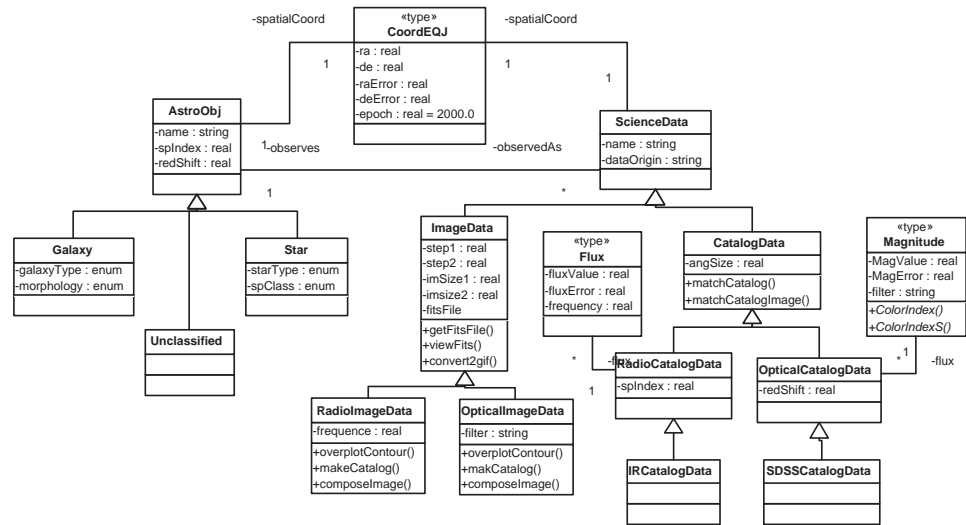 -spatialCoord
«type»
CoordEQJ
-ra : real
-de : real
-raError : real
-deError : real
-epoch : real = 2000.0
-spatialCoord
1
1
1
1
AstroObj
-name : string
-spIndex : real
-redShift : real
-observes
-observedAs
1
*
ScienceData
-name : string
-dataOrigin : string
Galaxy
-galaxyType : enum
-morphology : enum
Star
-starType : enum
-spClass : enum
Unclassified
ImageData
-step1 : real
-step2 : real
-imSize1 : real
-imsize2 : real
-fitsFile
+getFitsFile()
+viewFits()
+convert2gif()
«type»
Flux
-fluxValue : real
-fluxError : real
-frequency : real
CatalogData
-angSize : real
+matchCatalog()
+matchCatalogImage()
«type»
Magnitude
-MagValue : real
-MagError : real
-filter : string
+ColorIndex()
+ColorIndexS()
*
-flux
1
*
1
-flux
RadioCatalogData
-spIndex : real
OpticalCatalogData
-redShift : real
RadioImageData
-frequence : real
+overplotContour()
+makeCatalog()
+composeImage()
OpticalImageData
-filter : string
+overplotContour()
+makCatalog()
+composeImage()
IRCatalogData
SDSSCatalogData